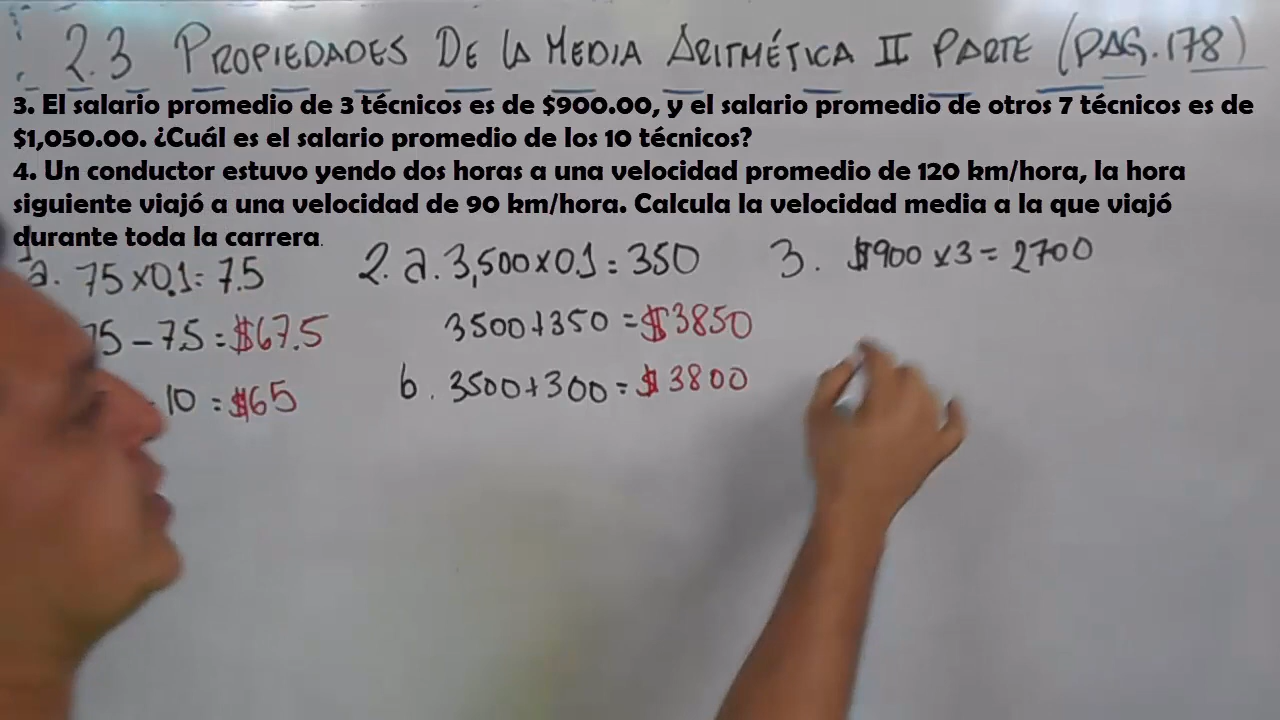 2.3 PROPIEDADES DE LA MEDIA ARITMÉTICA II PARTE (PAG. 178)
3. El salario promedio de 3 técnicos es de $900.00, y el salario promedio de otros 7 técnicos es de
$1,050.00. ¿Cuál es el salario promedio de los 10 técnicos?
4. Un conductor estuvo yendo dos horas a una velocidad promedio de 120 km/hora, la hora
siguiente viajó a una velocidad de 90 km/hora. Calcula la velocidad media a la que viajó
durante toda la carrera.
a. 75 x 0.1 = 7.5
75 - 7.5 = $67.5
- 10 = $65
2. a. 3,500 x 0.1 = 350
3500 + 350 = $3850
b. 3500 + 300 = $3800
3. $900 x 3 = 2700